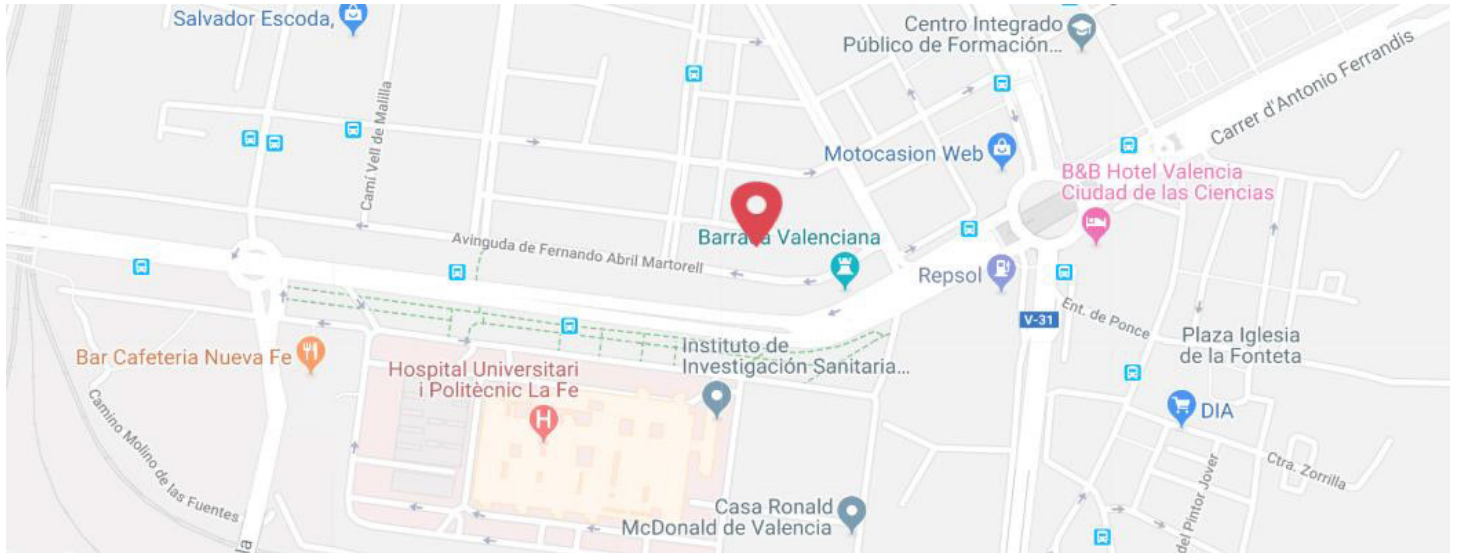 Salvador Escoda,
Centro Integrado
Público de Formación...
Carrer d'Antonio Ferrandis
Camí Vell de Malilla
Motocasion Web
B&B Hotel Valencia
Ciudad de las Ciencias
Avinguda de Fernando Abril Martorell
Valenciana
Repsol
Ent. de Ponce
V-31
Plaza Iglesia
de la Fonteta
Bar Cafeteria Nueva Fe
Instituto de
Investigación Sanitaria...
Hospital Universitari
i Politècnic La Fe
H
DIA
Camino Molino de las Fuentes
Ctra. Zorrilla
del Pintor Jover
Casa Ronald
McDonald de Valencia
la